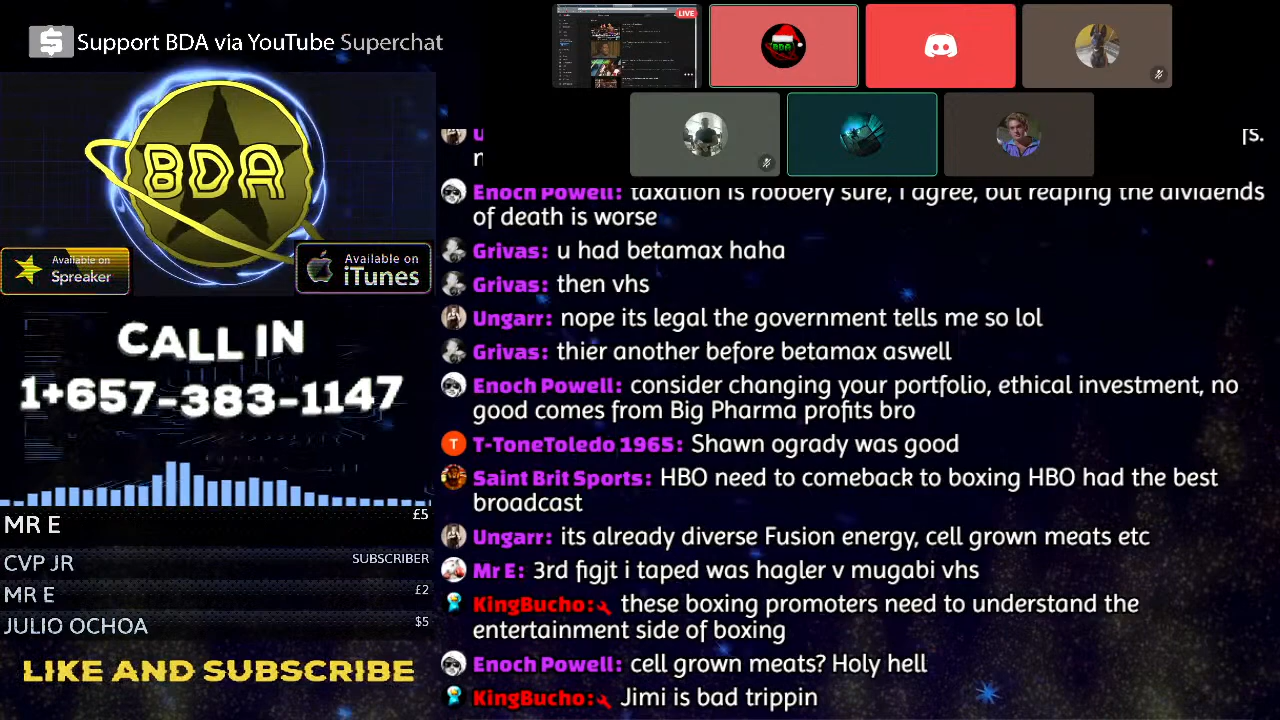 Support BDA via YouTube Superchat
LIVE
BDA
BDA
Available on
Spreaker
Available on
iTunes
CALL IN
1+657-383-1147
MR E £5
CVP JR SUBSCRIBER
MR E £2
JULIO OCHOA $5
LIKE AND SUBSCRIBE
Enoch Powell: taxation is robbery sure, I agree, but reaping the dividends
of death is worse
Grivas: u had betamax haha
Grivas: then vhs
Ungarr: nope its legal the government tells me so lol
Grivas: thier another before betamax aswell
Enoch Powell: consider changing your portfolio, ethical investment, no
good comes from Big Pharma profits bro
T
T-ToneToledo 1965: Shawn ogrady was good
Saint Brit Sports: HBO need to comeback to boxing HBO had the best
broadcast
Ungarr: its already diverse Fusion energy, cell grown meats etc
Mr E: 3rd figjt i taped was hagler v mugabi vhs
KingBucho: these boxing promoters need to understand the
entertainment side of boxing
Enoch Powell: cell grown meats? Holy hell
KingBucho: Jimi is bad trippin